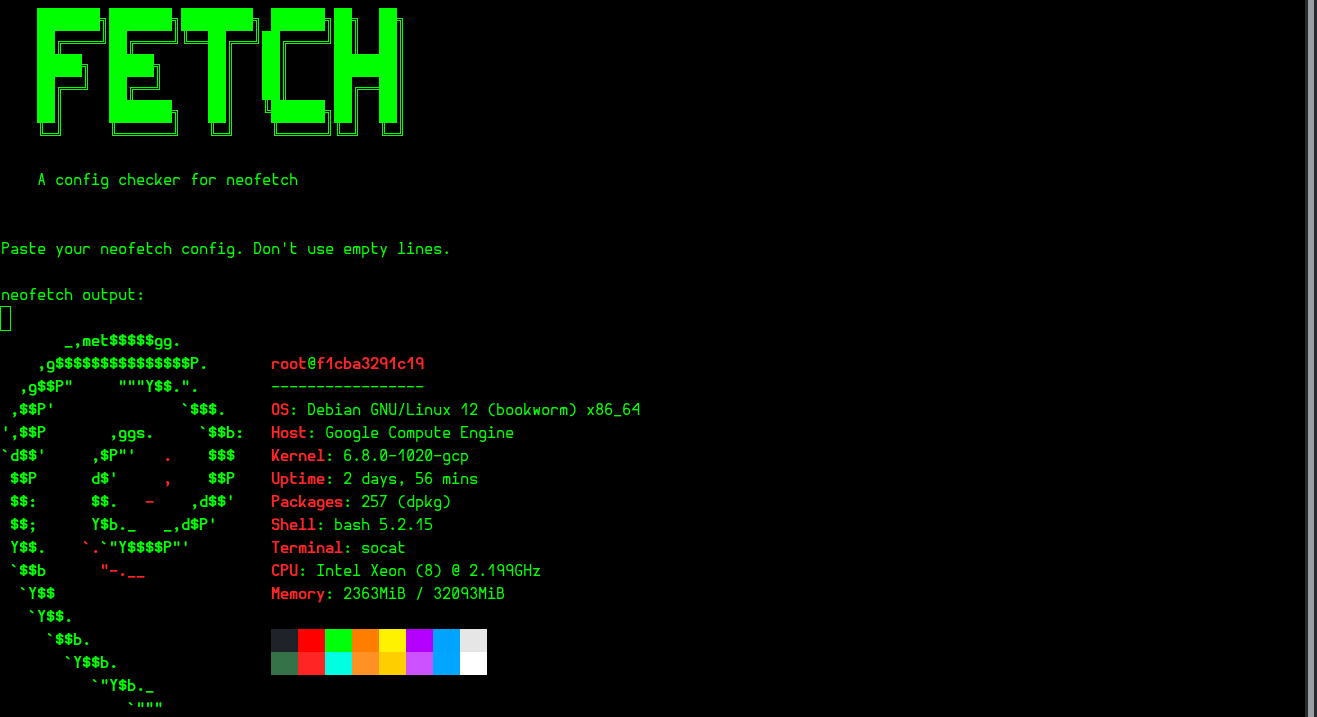 FETCH
A config checker for neofetch
Paste your neofetch config. Don't use empty lines.
neofetch output:
       _,met$$$$$gg.
    ,g$$$$$$$$$$$$$$$P.       root@f1cba3291c19
  ,g$$P"     """Y$$.".        -----------------
 ,$$P'              `$$$.     OS: Debian GNU/Linux 12 (bookworm) x86_64
',$$P       ,ggs.     `$$b:   Host: Google Compute Engine
`d$$'     ,$P"'   .    $$$    Kernel: 6.8.0-1020-gcp
 $$P      d$'     ,    $$P    Uptime: 2 days, 56 mins
 $$:      $$.   -    ,d$$'    Packages: 257 (dpkg)
 $$;      Y$b._   _,d$P'      Shell: bash 5.2.15
 Y$$.    `.`"Y$$$$P"'         Terminal: socat
 `$$b      "-.__              CPU: Intel Xeon (8) @ 2.199GHz
  `Y$$                        Memory: 2363MiB / 32093MiB
   `Y$$.
     `$$b.
       `Y$$b.
          `"Y$b._
              `"""